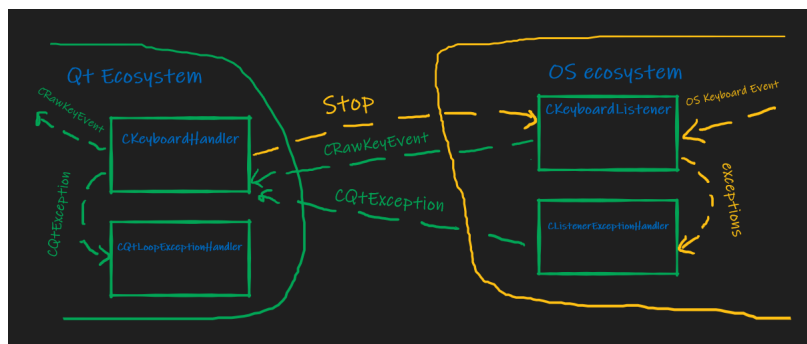 Qt Ecosystem
OS ecosystem
CRawKeyEvent
CKeyboardHandler
Stop
CKeyboardListener
OS Keyboard Event
CRawKeyEvent
CQtException
CQtException
exceptions
CQtLoopExceptionHandler
CListenerExceptionHandler